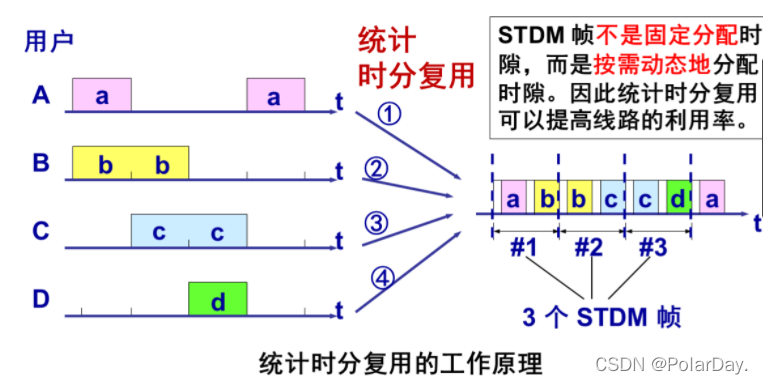 用户
统计
时分复用
STDM 帧不是固定分配时
隙，而是按需动态地分配
时隙。因此统计时分复用
可以提高线路的利用率。
A a a t
①
B b b t
②
C c c t
③
D d t
④
a b b c c d a t
#1 #2 #3
3 个 STDM 帧
统计时分复用的工作原理
CSDN @PolarDay.